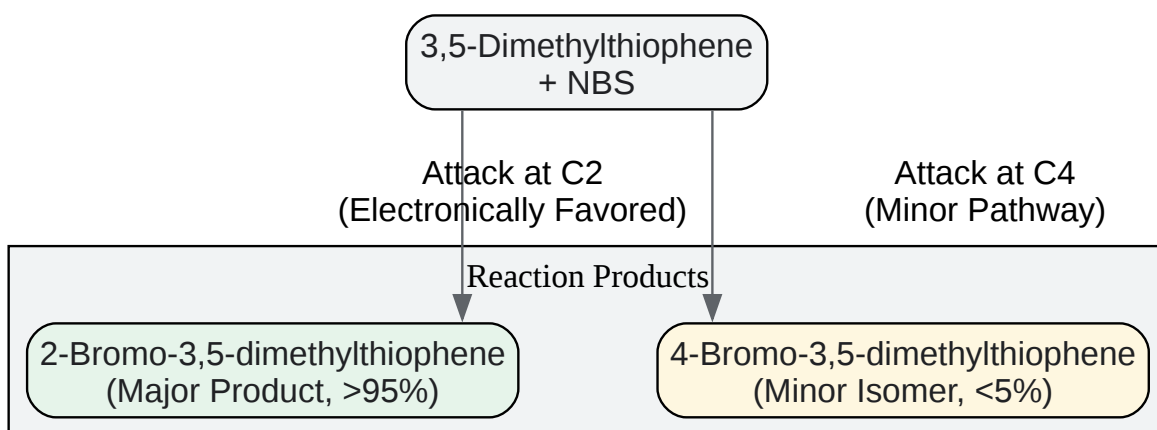 3,5-Dimethylthiophene
+ NBS
Attack at C2
(Electronically Favored)
Attack at C4
(Minor Pathway)
Reaction Products
2-Bromo-3,5-dimethylthiophene
(Major Product, >95%)
4-Bromo-3,5-dimethylthiophene
(Minor Isomer, <5%)